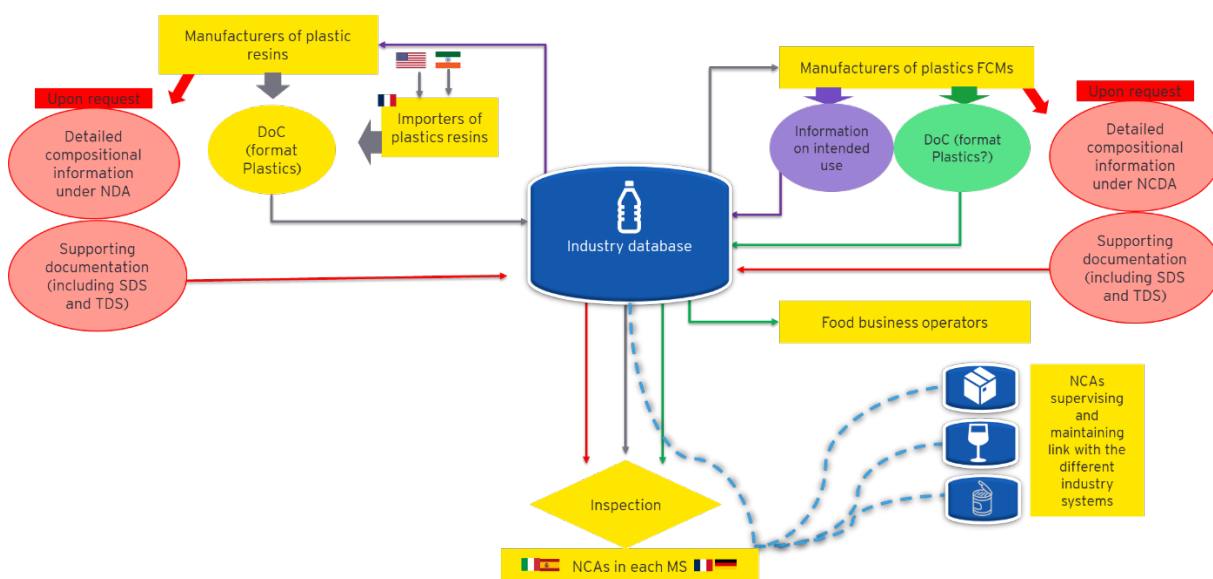 Manufacturers of plastic
resins
Upon request
Detailed
compositional
information
under NDA
Supporting
documentation
(including SDS
and TDS)
DoC
(format
Plastics)
Importers of
plastics resins
Industry database
Manufacturers of plastics FCMs
Information
on intended
use
DoC (format
Plastics?)
Upon request
Detailed
compositional
information
under NCDA
Supporting
documentation
(including SDS
and TDS)
Food business operators
NCAs
supervising
and
maintaining
link with the
different
industry
systems
Inspection
NCAs in each MS